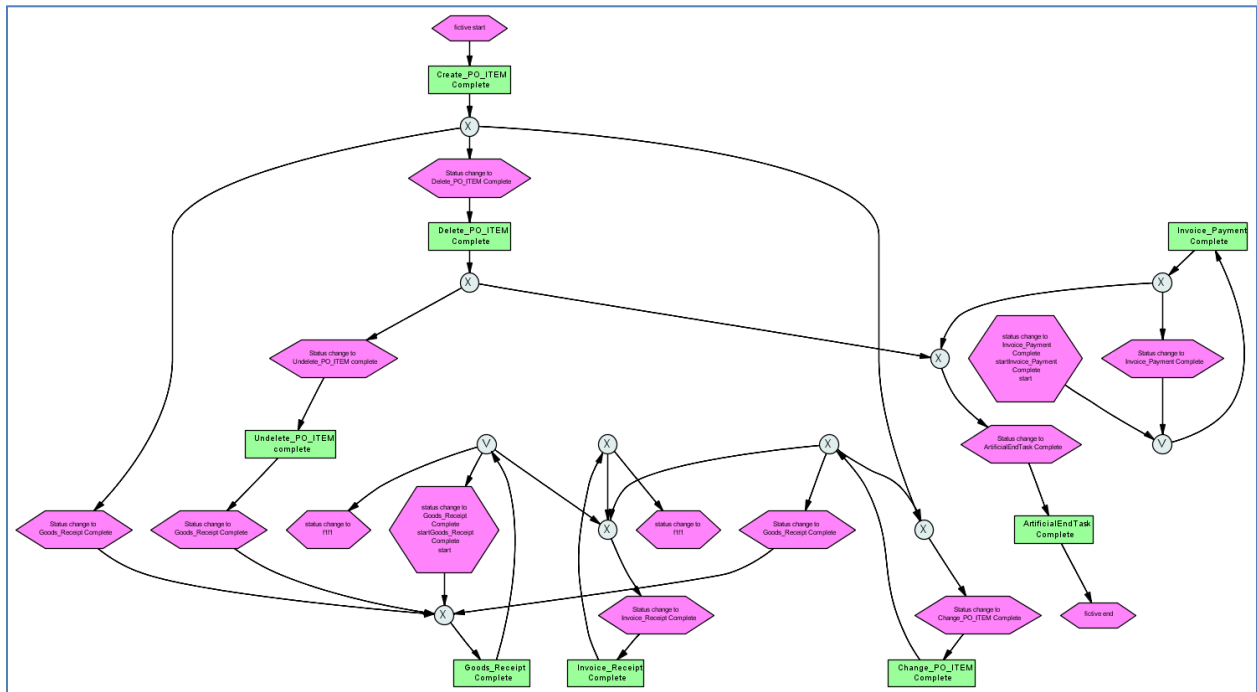 fictive start
Create_PO_ITEM
Complete
X
Status change to
Delete_PO_ITEM Complete
Delete_PO_ITEM
Complete
X
Invoice_Payment
Complete
X
Status change to
Undelete_PO_ITEM complete
X
status change to
Invoice_Payment
Complete
startInvoice_Payment
Complete
start
Status change to
Invoice_Payment Complete
Undelete_PO_ITEM
complete
V
X
X
Status change to
ArtificialEndTask Complete
V
Status change to
Goods_Receipt Complete
Status change to
Goods_Receipt Complete
status change to
f1f1
status change to
Goods_Receipt
Complete
startGoods_Receipt
Complete
start
X
status change to
f1f1
Status change to
Goods_Receipt Complete
X
ArtificialEndTask
Complete
X
Status change to
Invoice_Receipt Complete
Status change to
Change_PO_ITEM Complete
fictive end
Goods_Receipt
Complete
Invoice_Receipt
Complete
Change_PO_ITEM
Complete